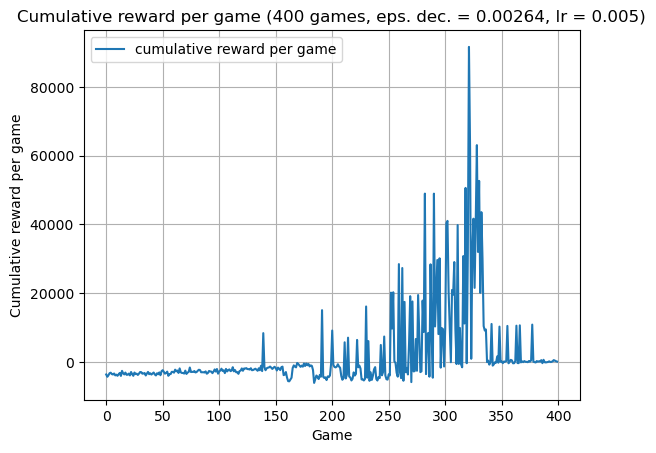 Cumulative reward per game (400 games, eps. dec. = 0.00264, lr = 0.005)
cumulative reward per game
Cumulative reward per game
80000
60000
40000
20000
0
0 50 100 150 200 250 300 350 400
Game